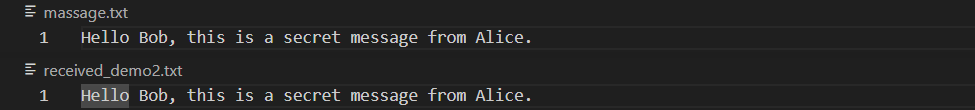 massage.txt
1 Hello Bob, this is a secret message from Alice.
received_demo2.txt
1 Hello Bob, this is a secret message from Alice.